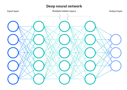 Deep neural network
Input layer
Multiple hidden layers
Output layer